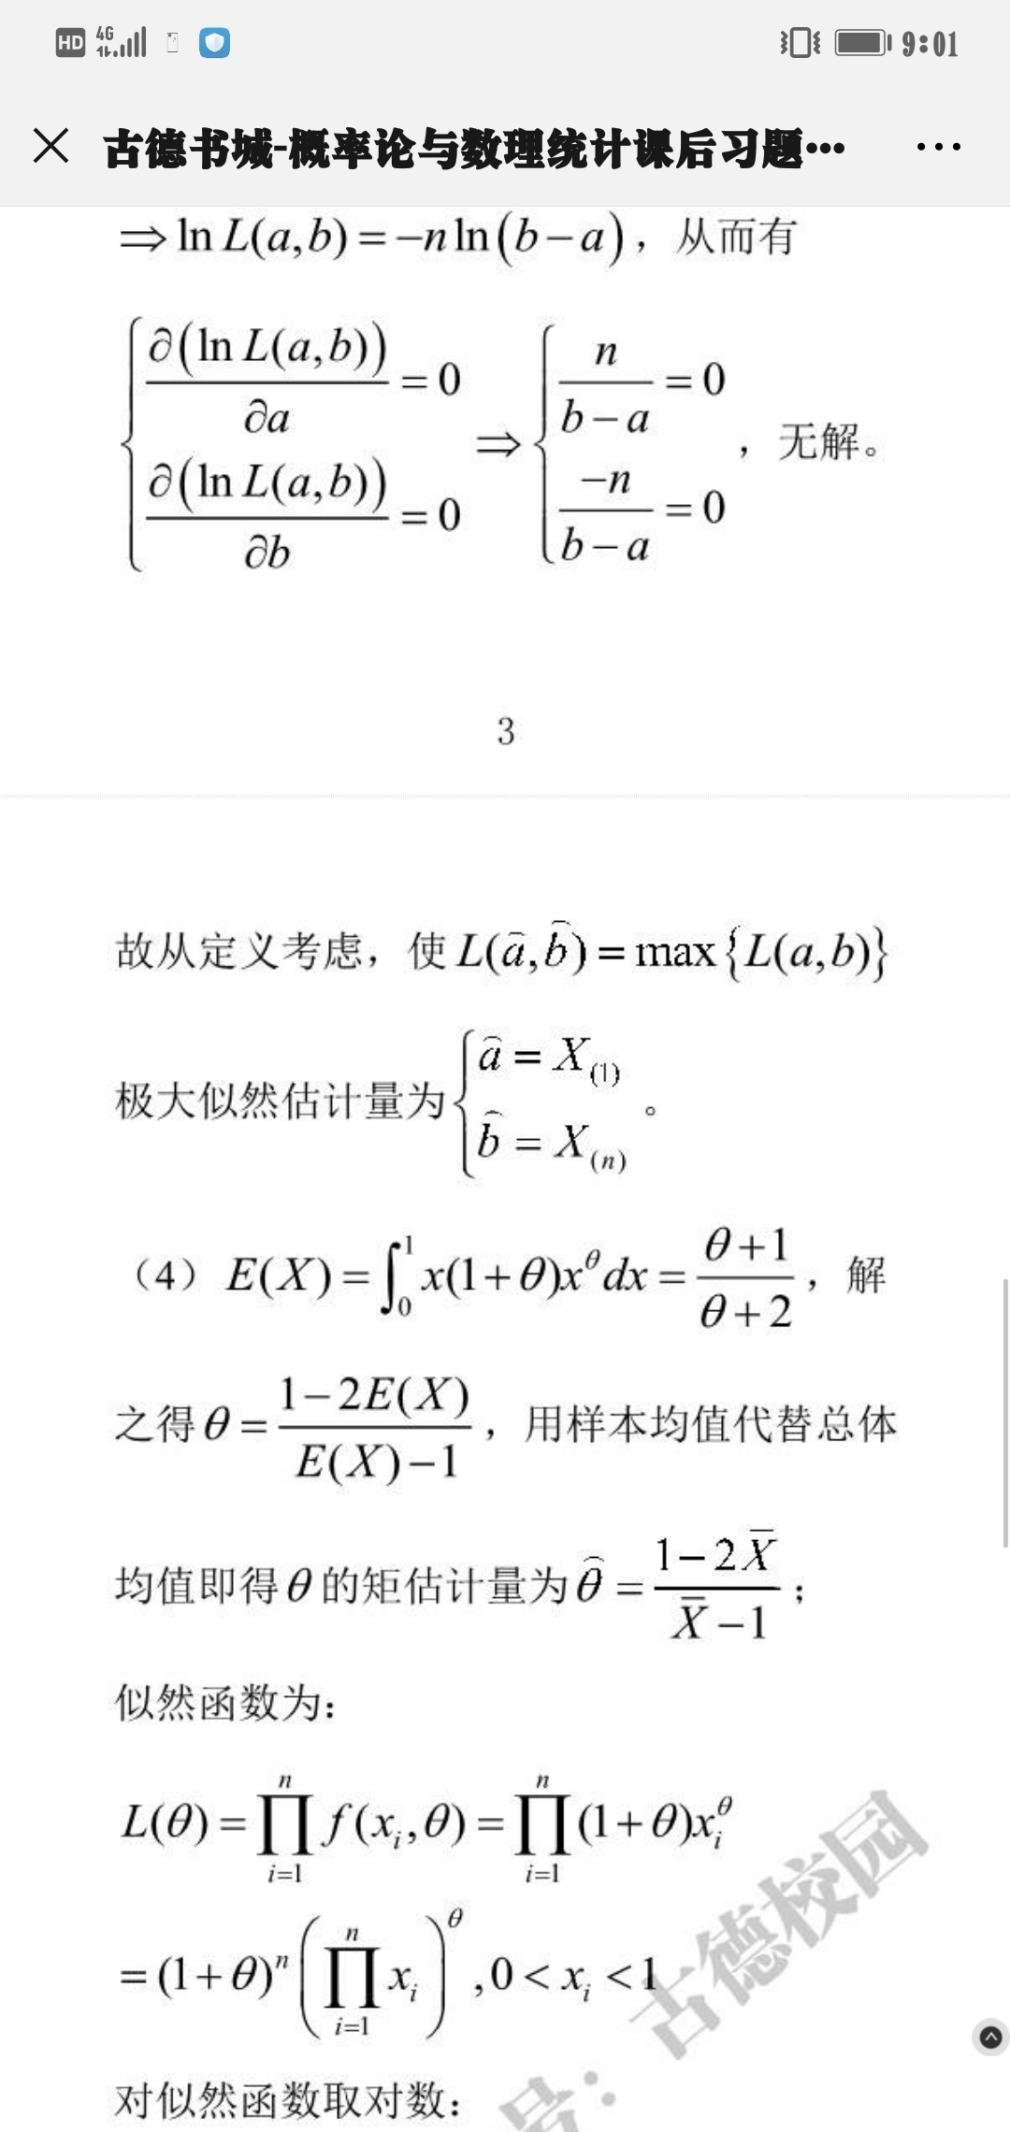 HD 4G 9:01
古德书城-概率论与数理统计课后习题…
⇒ ln L(a,b) = −n ln(b−a)，从而有
{ ∂(ln L(a,b))/∂a = 0, ∂(ln L(a,b))/∂b = 0 ⇒ { n/(b−a) = 0, −n/(b−a) = 0 ，无解。
3
故从定义考虑，使 L(â,b̂) = max{L(a,b)}
极大似然估计量为 { â = X₍₁₎, b̂ = X₍ₙ₎ 。
（4）E(X) = ∫₀¹ x(1+θ)x^θ dx = (θ+1)/(θ+2)，解
之得 θ = (1−2E(X))/(E(X)−1)，用样本均值代替总体
均值即得 θ 的矩估计量为 θ̂ = (1−2X̄)/(X̄−1)；
似然函数为：
L(θ) = ∏_{i=1}^{n} f(x_i,θ) = ∏_{i=1}^{n} (1+θ)x_i^θ
= (1+θ)^n (∏_{i=1}^{n} x_i)^θ ,0 < x_i < 1
对似然函数取对数：
号：古德校园